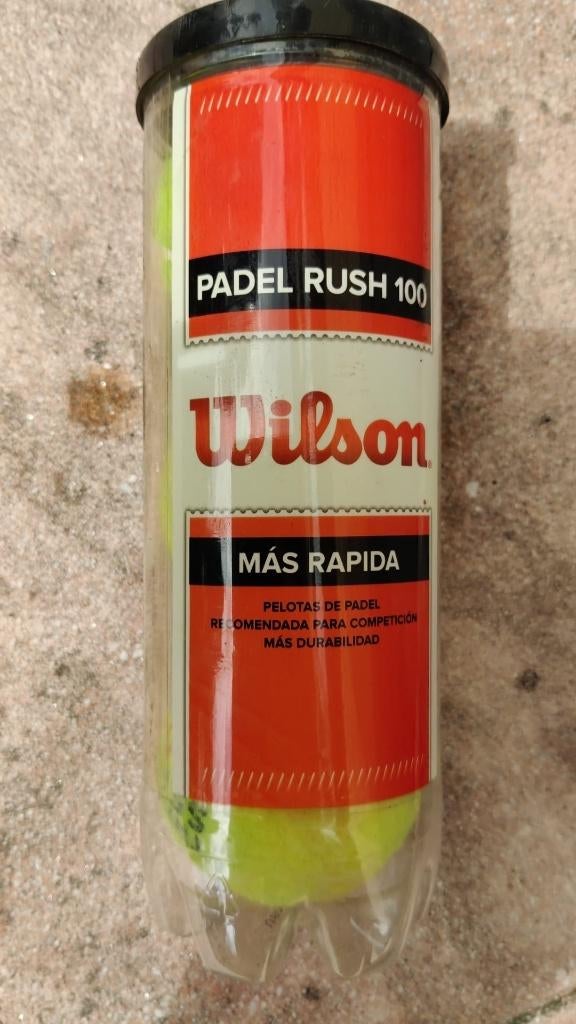 PADEL RUSH 100
Wilson
MÁS RAPIDA
PELOTAS DE PADEL
RECOMENDADA PARA COMPETICIÓN
MÁS DURABILIDAD